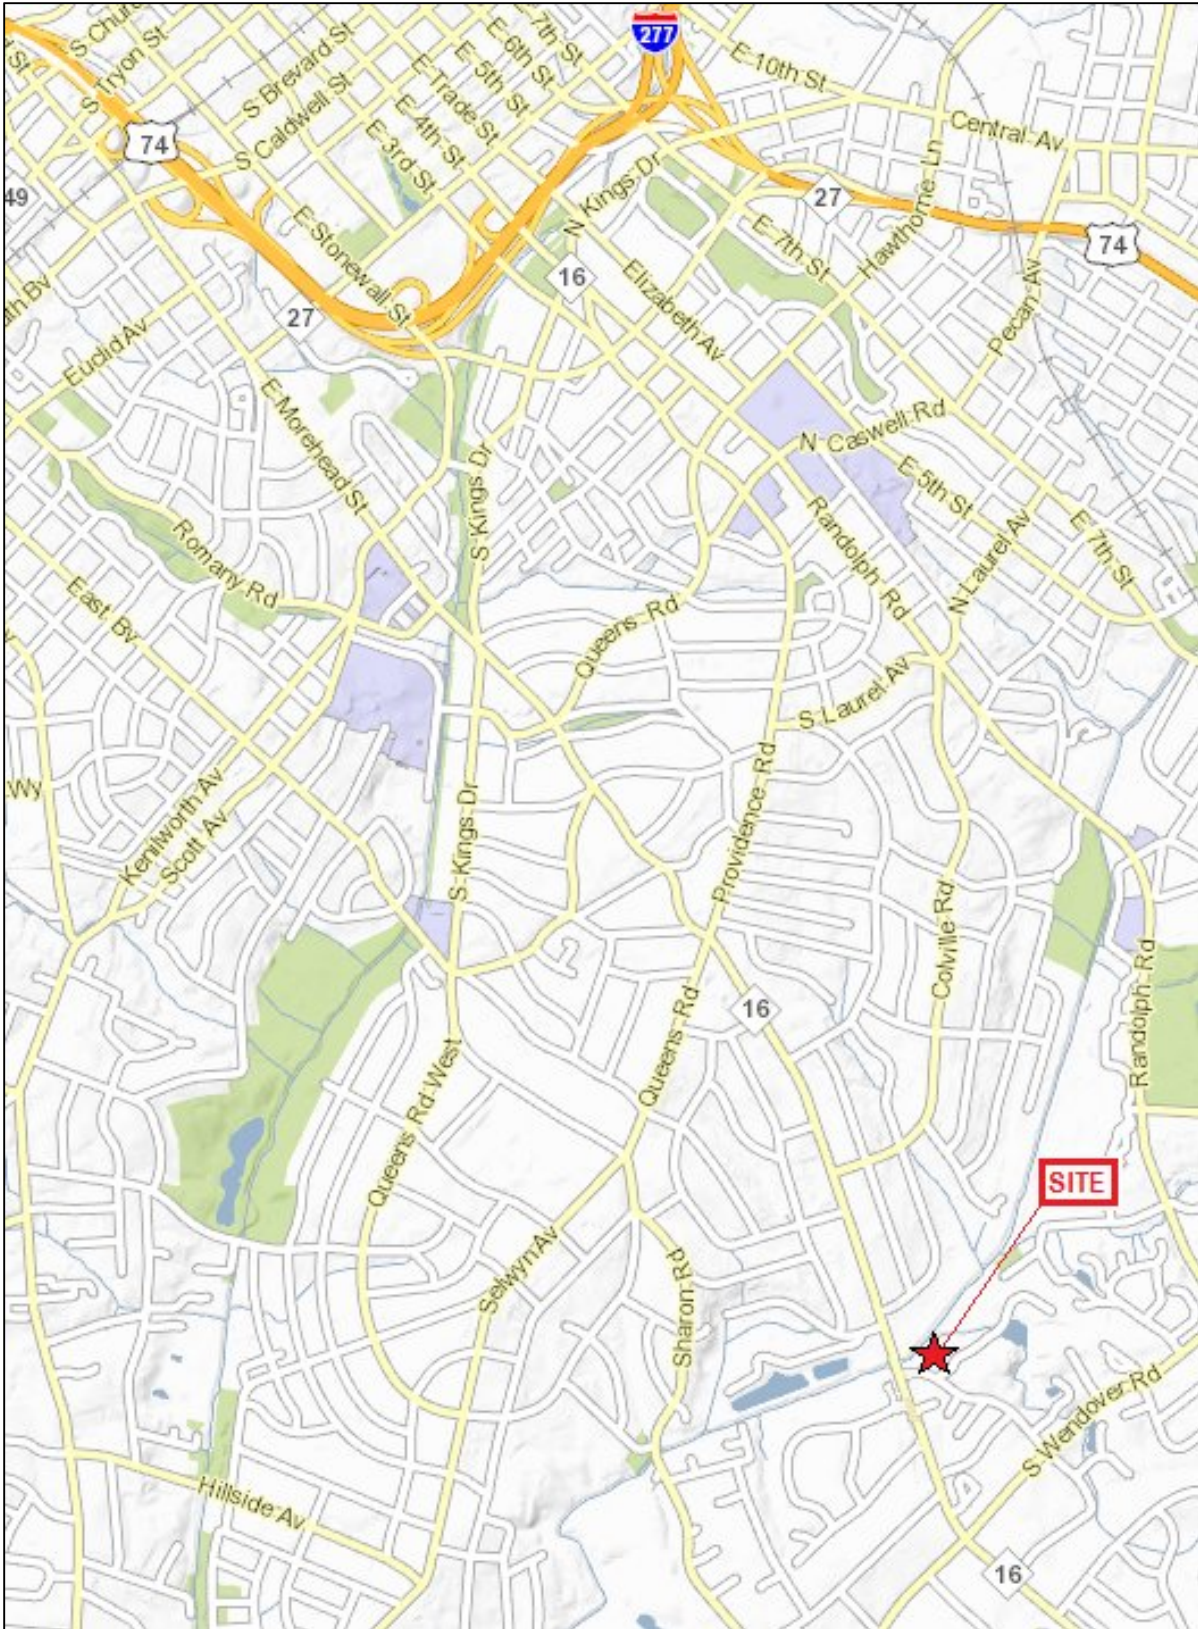 S Church
E 7th St
277
d St
S Tryon St
E 6th St
E 10th St
S Brevard St
E 5th St
E Trade St
Central Av
74
S Caldwell St
E 4th St
E 3rd St
49
N Kings Dr
27
Hawthorne Ln
E Stonewall St
E 7th St
74
16
Elizabeth Av
27
Pecan Av
Euclid Av
E Morehead St
N Caswell Rd
S Kings Dr
E 5th St
Randolph Rd
E 7th St
Romany Rd
N Laurel Av
East Bv
Queens Rd
S Laurel Av
Wy
Kenilworth Av
Scott Av
S Kings Dr
Providence Rd
Colville Rd
Queens Rd
16
Randolph Rd
Queens Rd West
SITE
Selwyn Av
Sharon Rd
S Wendover Rd
Hillside Av
16